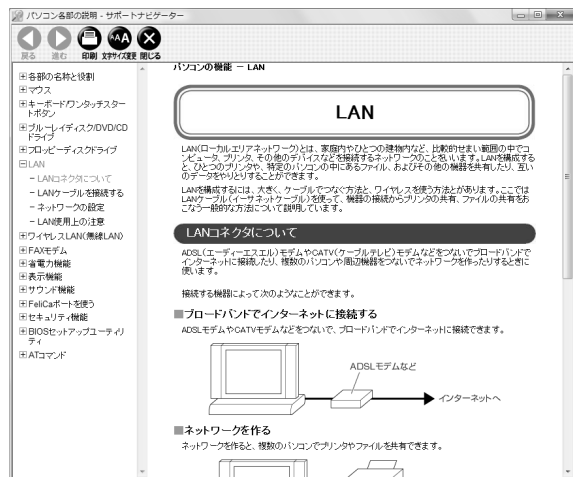 パソコン各部の説明 - サポートナビゲーター
戻る 進む 印刷 文字サイズ変更 閉じる
各部の名称と役割
マウス
キーボード/ワンタッチスタートボタン
ブルーレイディスク/DVD/CDドライブ
フロッピーディスクドライブ
LAN
- LANコネクタについて
- LANケーブルを接続する
- ネットワークの設定
- LAN使用上の注意
ワイヤレスLAN(無線LAN)
FAXモデム
省電力機能
表示機能
サウンド機能
FeliCaポートを使う
セキュリティ機能
BIOSセットアップユーティリティ
ATコマンド
パソコンの機能 - LAN
LAN
LAN(ローカルエリアネットワーク)とは、家庭内やひとつの建物内など、比較的せまい範囲の中でコ
ンピュータ、プリンタ、その他のデバイスなどを接続するネットワークのことをいいます。LANを構成する
と、ひとつのプリンタや、特定のパソコンの中にあるファイル、およびその他の機器を共有したり、互い
のデータをやりとりすることができます。
LANを構成するには、大きく、ケーブルでつなぐ方法と、ワイヤレスを使う方法とがあります。ここでは
LANケーブル(イーサネットケーブル)を使って、機器の接続からプリンタの共有、ファイルの共有をお
こなう一般的な方法について説明しています。
LANコネクタについて
ADSL(エーディーエスエル)モデムやCATV(ケーブルテレビ)モデムなどをつないでブロードバンドで
インターネットに接続したり、複数のパソコンや周辺機器をつないでネットワークを作ったりするときに
使います。
接続する機器によって次のようなことができます。
■ブロードバンドでインターネットに接続する
ADSLモデムやCATVモデムなどをつないで、ブロードバンドでインターネットに接続できます。
ADSLモデムなど
インターネットへ
■ネットワークを作る
ネットワークを作ると、複数のパソコンでプリンタやファイルを共有できます。